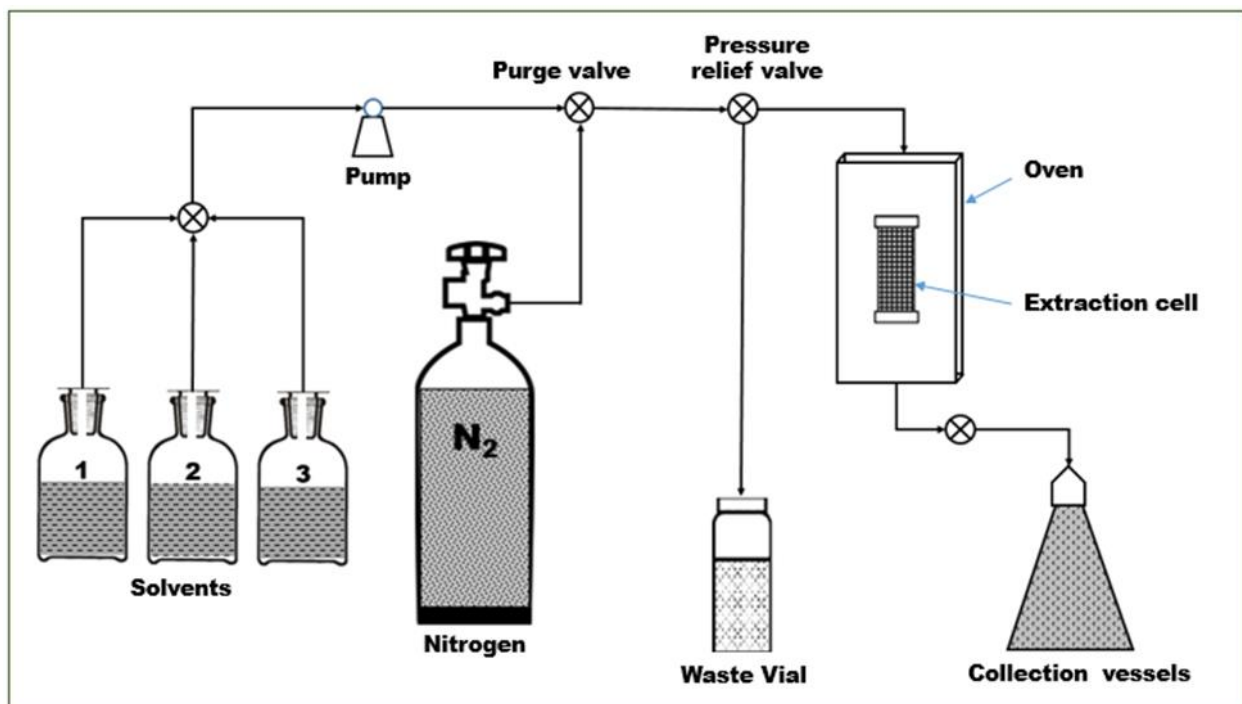 Pressure
relief valve
Purge valve
Pump
Oven
Extraction cell
1
2
3
N2
Solvents
Nitrogen
Waste Vial
Collection vessels